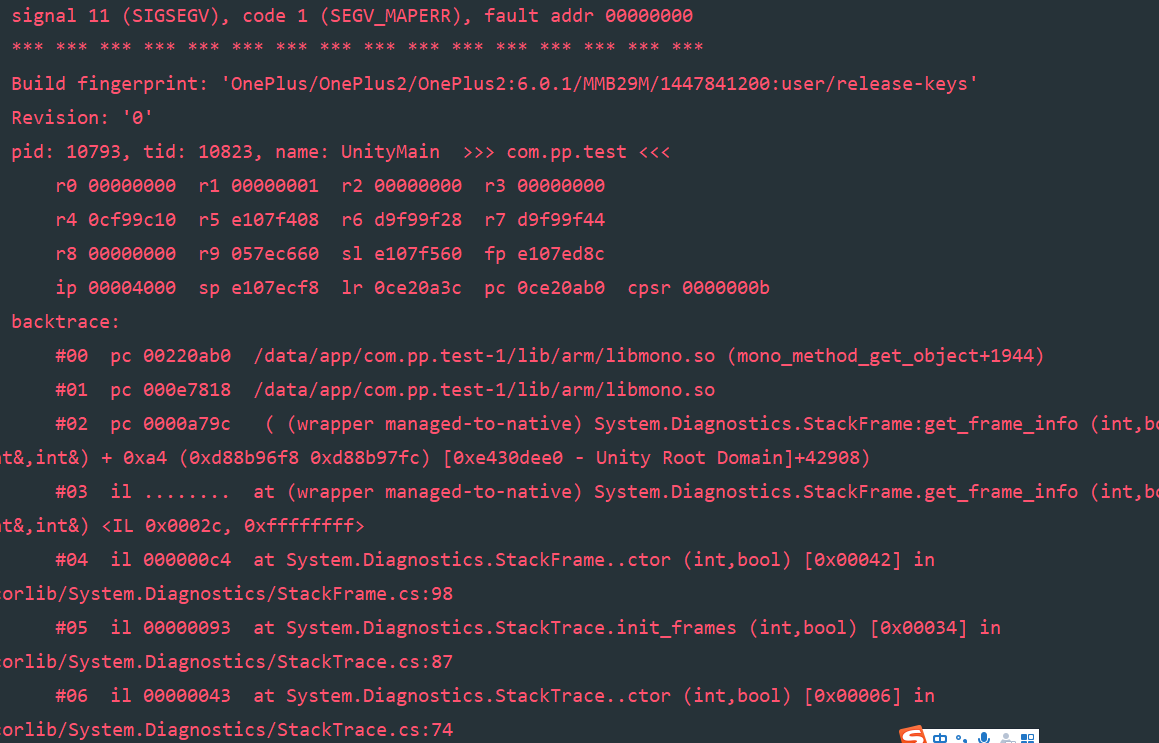 signal 11 (SIGSEGV), code 1 (SEGV_MAPERR), fault addr 00000000
*** *** *** *** *** *** *** *** *** *** *** *** *** *** *** ***
Build fingerprint: 'OnePlus/OnePlus2/OnePlus2:6.0.1/MMB29M/1447841200:user/release-keys'
Revision: '0'
pid: 10793, tid: 10823, name: UnityMain  >>> com.pp.test <<<
    r0 00000000  r1 00000001  r2 00000000  r3 00000000
    r4 0cf99c10  r5 e107f408  r6 d9f99f28  r7 d9f99f44
    r8 00000000  r9 057ec660  sl e107f560  fp e107ed8c
    ip 00004000  sp e107ecf8  lr 0ce20a3c  pc 0ce20ab0  cpsr 0000000b
backtrace:
    #00  pc 00220ab0  /data/app/com.pp.test-1/lib/arm/libmono.so (mono_method_get_object+1944)
    #01  pc 000e7818  /data/app/com.pp.test-1/lib/arm/libmono.so
    #02  pc 0000a79c   ( (wrapper managed-to-native) System.Diagnostics.StackFrame:get_frame_info (int,bo
nt&,int&) + 0xa4 (0xd88b96f8 0xd88b97fc) [0xe430dee0 - Unity Root Domain]+42908)
    #03  il ........  at (wrapper managed-to-native) System.Diagnostics.StackFrame.get_frame_info (int,bo
nt&,int&) <IL 0x0002c, 0xffffffff>
    #04  il 000000c4  at System.Diagnostics.StackFrame..ctor (int,bool) [0x00042] in
corlib/System.Diagnostics/StackFrame.cs:98
    #05  il 00000093  at System.Diagnostics.StackTrace.init_frames (int,bool) [0x00034] in
corlib/System.Diagnostics/StackTrace.cs:87
    #06  il 00000043  at System.Diagnostics.StackTrace..ctor (int,bool) [0x00006] in
corlib/System.Diagnostics/StackTrace.cs:74
S 中